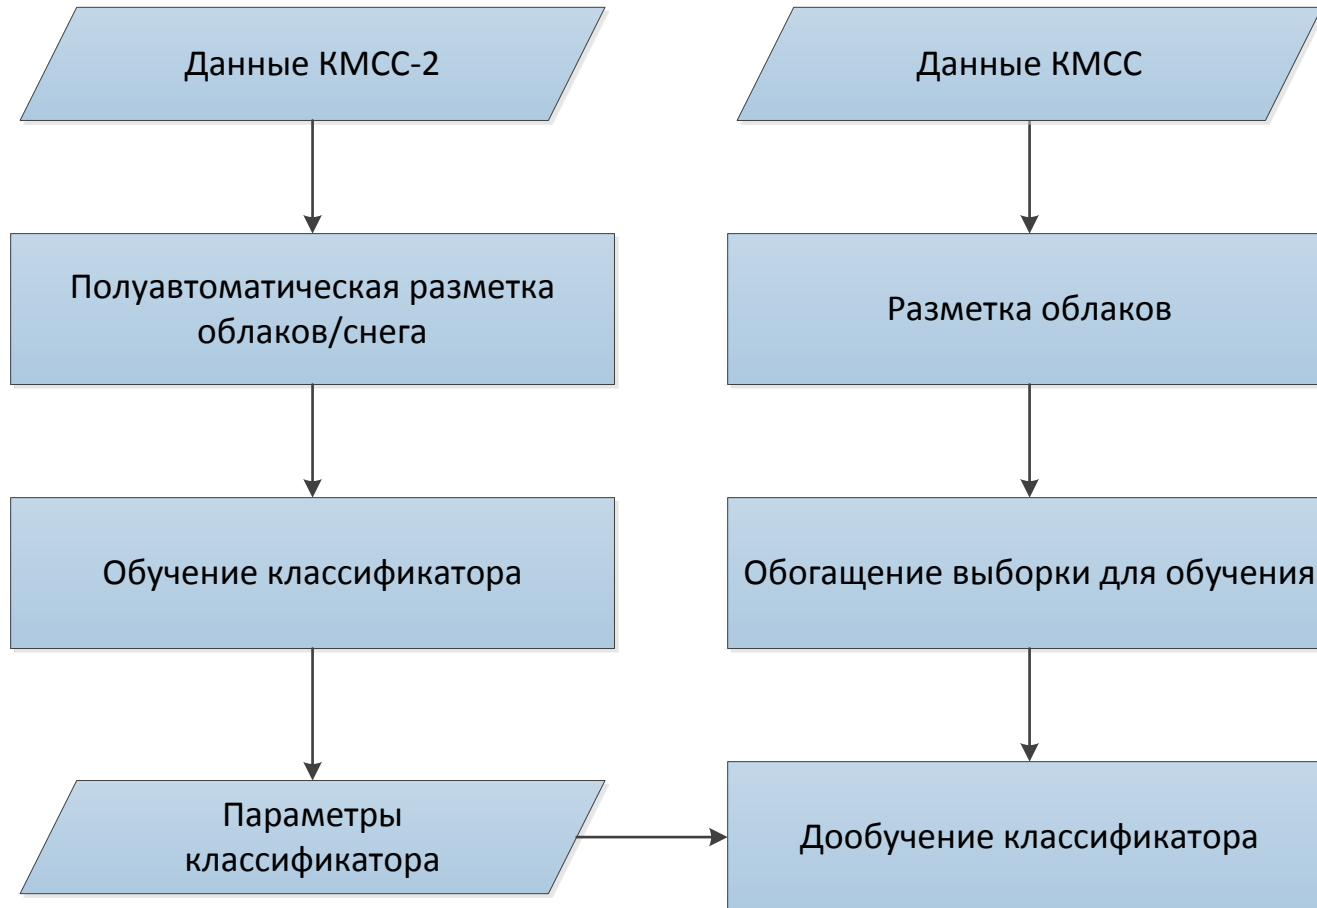 Данные КМСС-2
Данные КМСС
Полуавтоматическая разметка
облаков/снега
Разметка облаков
Обучение классификатора
Обогащение выборки для обучения
Параметры
классификатора
Дообучение классификатора